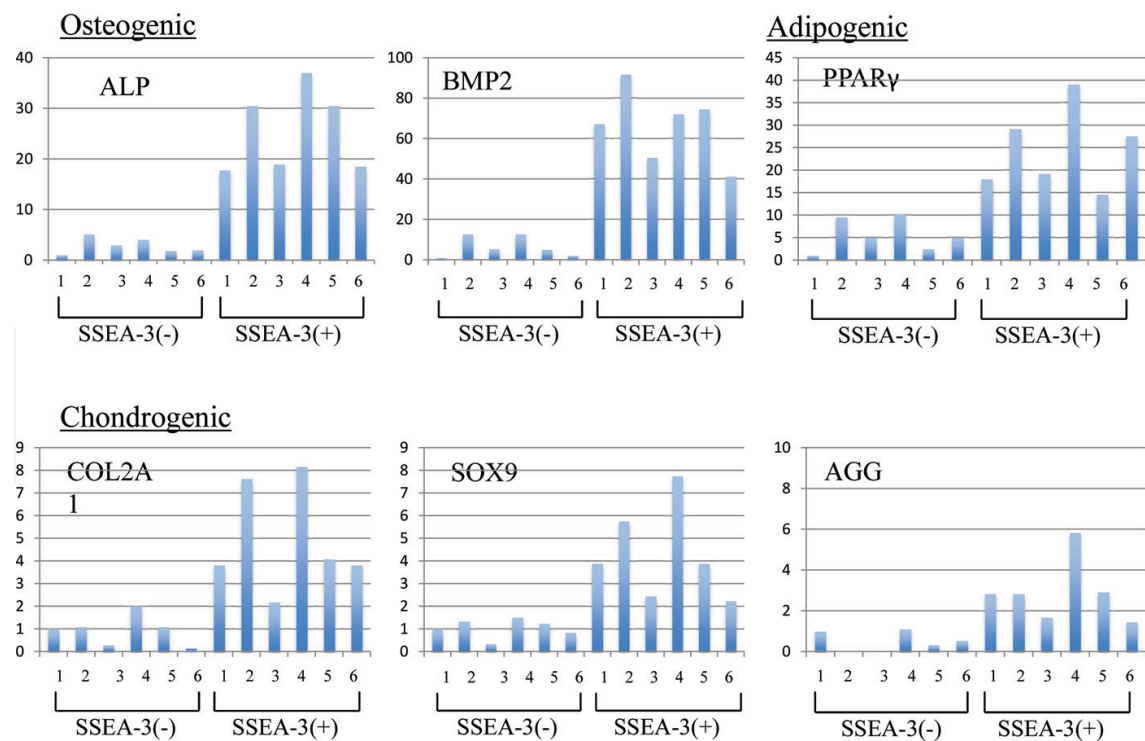 Osteogenic
Adipogenic
ALP
40
30
20
10
0
1 2 3 4 5 6 1 2 3 4 5 6
SSEA-3(-) SSEA-3(+)
BMP2
100
80
60
40
20
0
1 2 3 4 5 6 1 2 3 4 5 6
SSEA-3(-) SSEA-3(+)
PPARγ
45
40
35
30
25
20
15
10
5
0
1 2 3 4 5 6 1 2 3 4 5 6
SSEA-3(-) SSEA-3(+)
Chondrogenic
COL2A
1
9
8
7
6
5
4
3
2
1
0
1 2 3 4 5 6 1 2 3 4 5 6
SSEA-3(-) SSEA-3(+)
SOX9
9
8
7
6
5
4
3
2
1
0
1 2 3 4 5 6 1 2 3 4 5 6
SSEA-3(-) SSEA-3(+)
AGG
10
8
6
4
2
0
1 2 3 4 5 6 1 2 3 4 5 6
SSEA-3(-) SSEA-3(+)